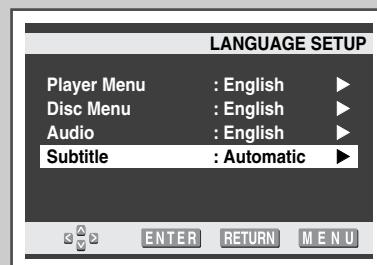 LANGUAGE SETUP
Player Menu : English ▶
Disc Menu : English ▶
Audio : English ▶
Subtitle : Automatic ▶
ENTER RETURN MENU